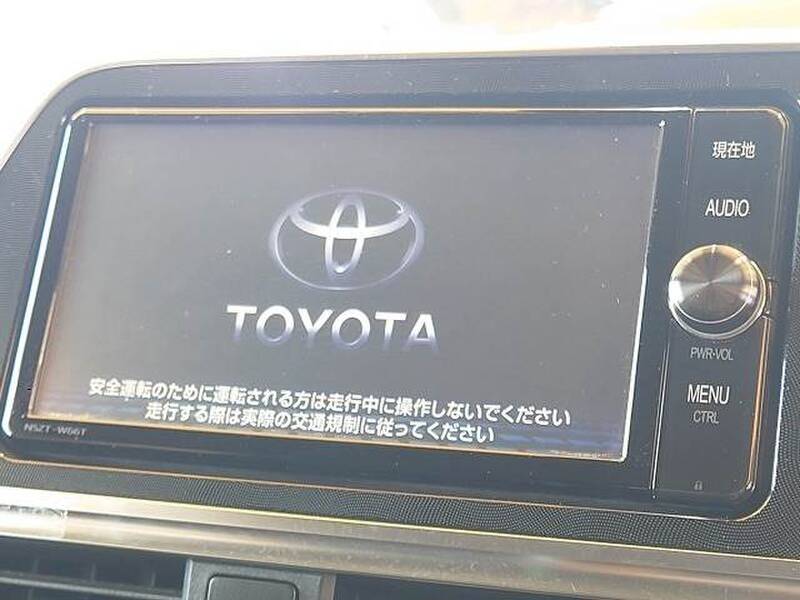 現在地
AUDIO
TOYOTA
PWR-VOL
安全運転のために運転される方は走行中に操作しないでください
走行する際は実際の交通規制に従ってください
MENU
CTRL
NSZT-W66T